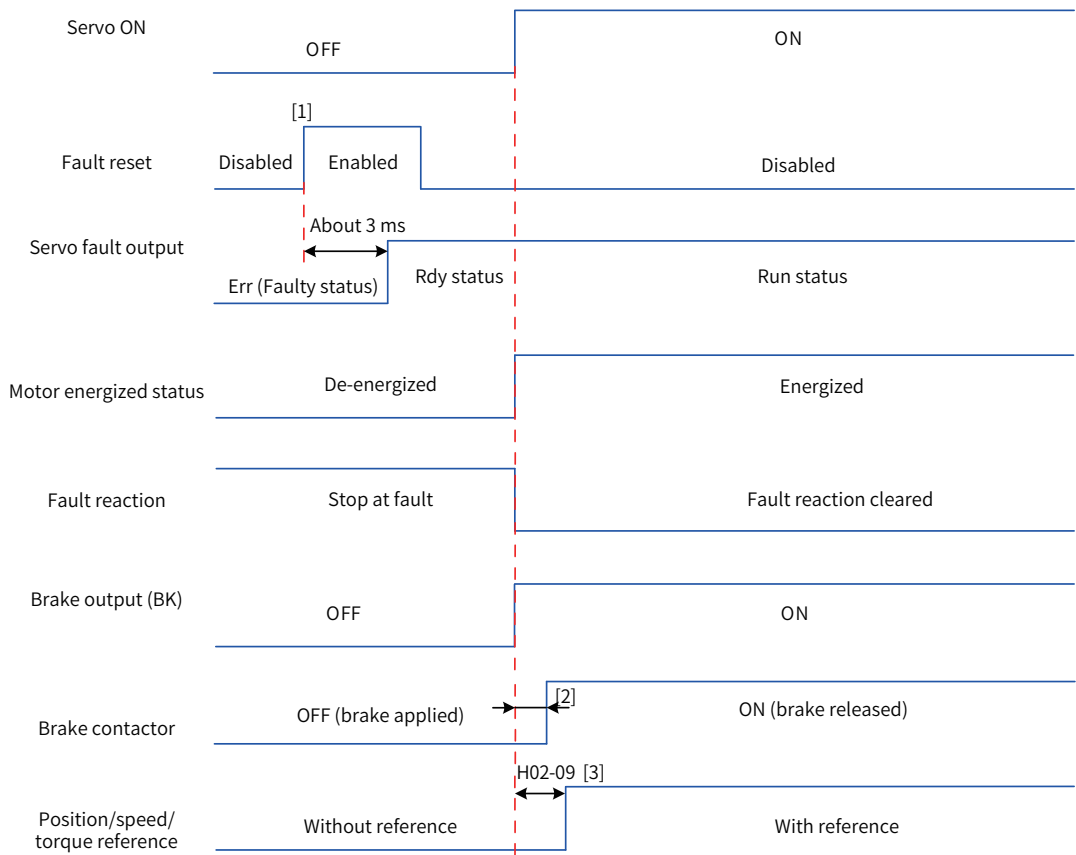 Servo ON
OFF
ON
[1]
Fault reset
Disabled
Enabled
Disabled
About 3 ms
Servo fault output
Err (Faulty status)
Rdy status
Run status
Motor energized status
De-energized
Energized
Fault reaction
Stop at fault
Fault reaction cleared
Brake output (BK)
OFF
ON
Brake contactor
OFF (brake applied)
[2]
ON (brake released)
H02-09 [3]
Position/speed/
torque reference
Without reference
With reference